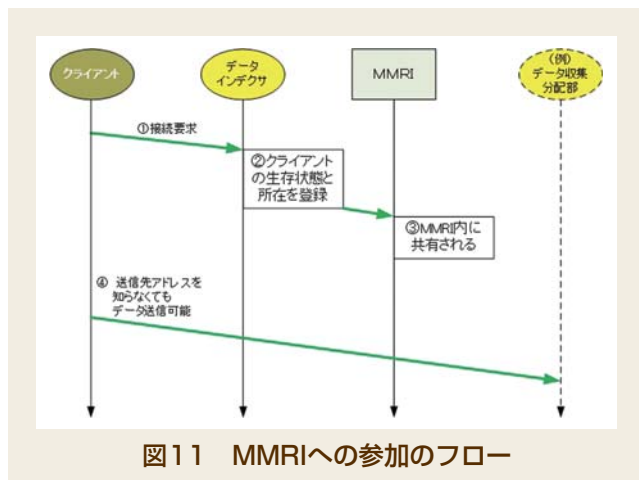 クライアント
データ
インデクサ
MMRI
(例)
データ収集
分配部
①接続要求
②クライアント
の生存状態と
所在を登録
③MMRI内に
共有される
④ 送信先アドレスを
知らなくても
データ送信可能
図11 MMRIへの参加のフロー